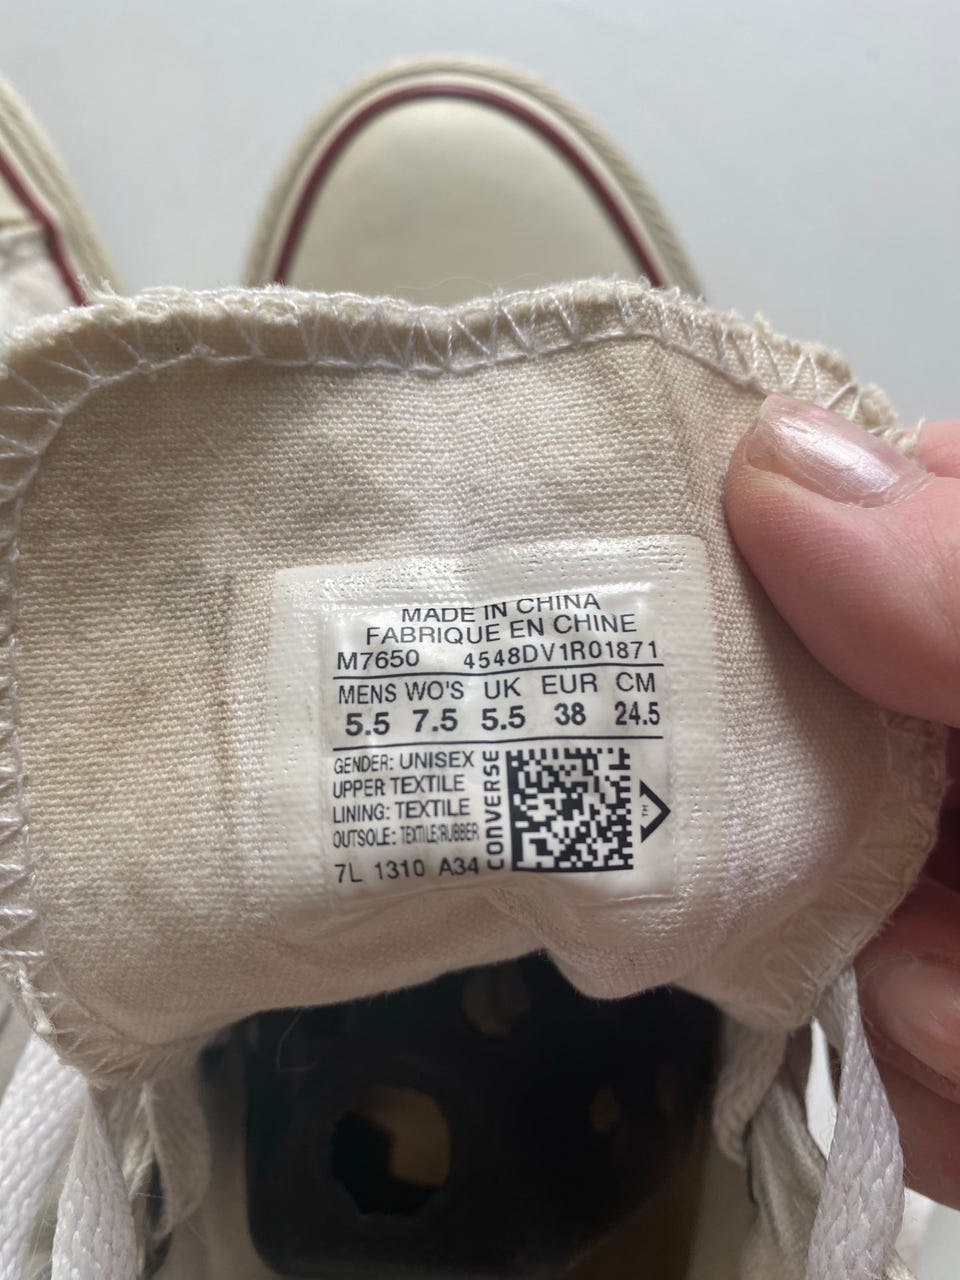 MADE IN CHINA
FABRIQUE EN CHINE
M7650 4548DV1R01871
MENS WO'S UK EUR CM
5.5 7.5 5.5 38 24.5
GENDER: UNISEX
UPPER TEXTILE
LINING: TEXTILE
OUTSOLE: TEXTILE/RUBBER
7L 1310 A34
CONVERSE
TM